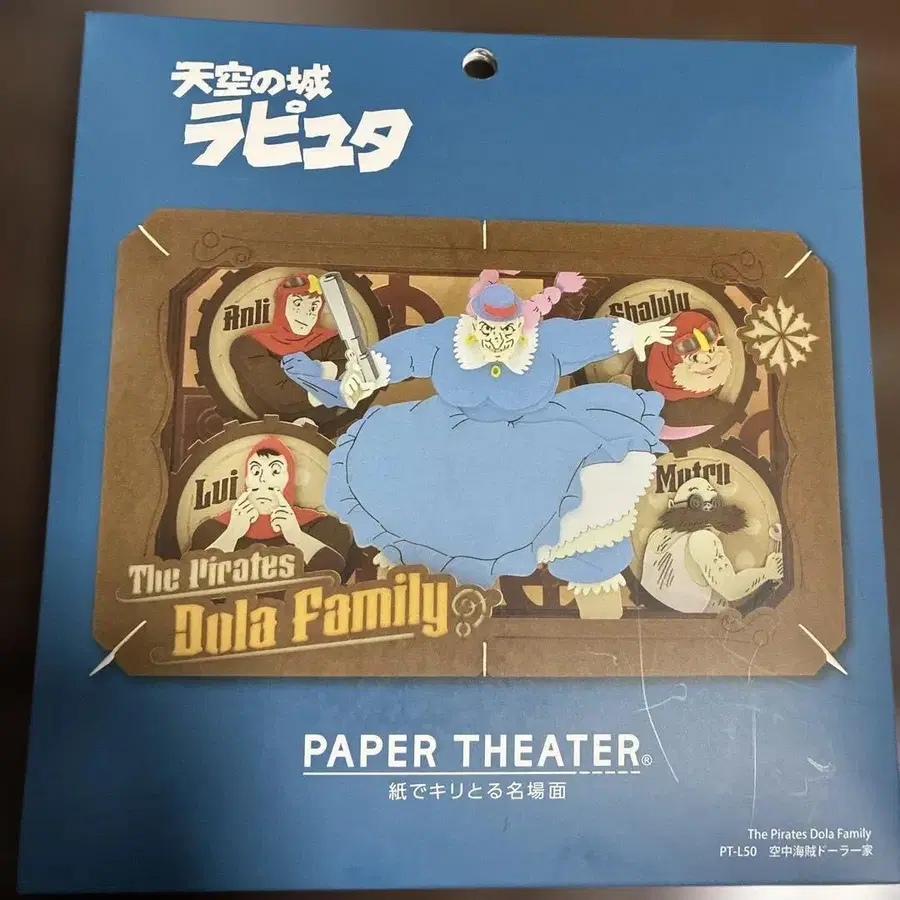 天空の城
ラピュタ
Anli
Shalulu
Lui
Mutru
The Pirates
Dola Family
PAPER THEATER®
紙でキリとる名場面
The Pirates Dola Family
PT-L50 空中海賊ドーラ一家